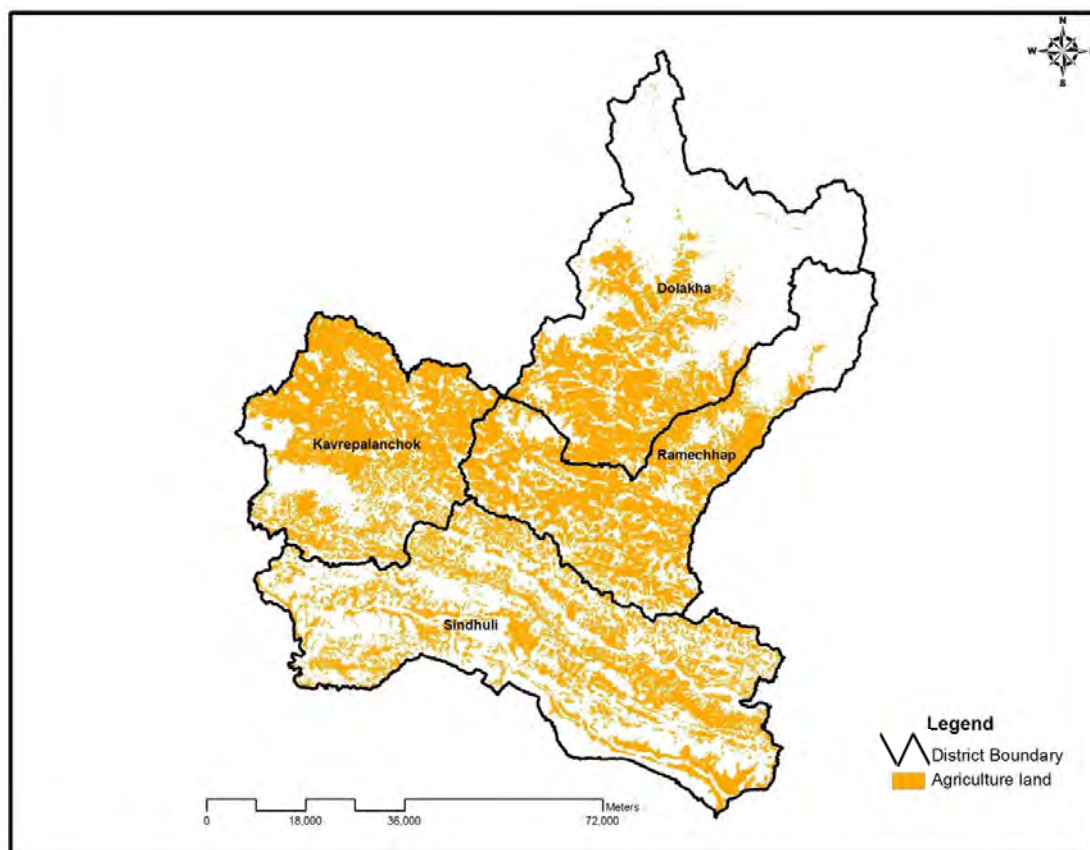 N
W
S
Dolakha
Kavrepalanchok
Ramechhap
Sindhuli
Legend
District Boundary
Agriculture land
Meters
0 18,000 36,000 72,000